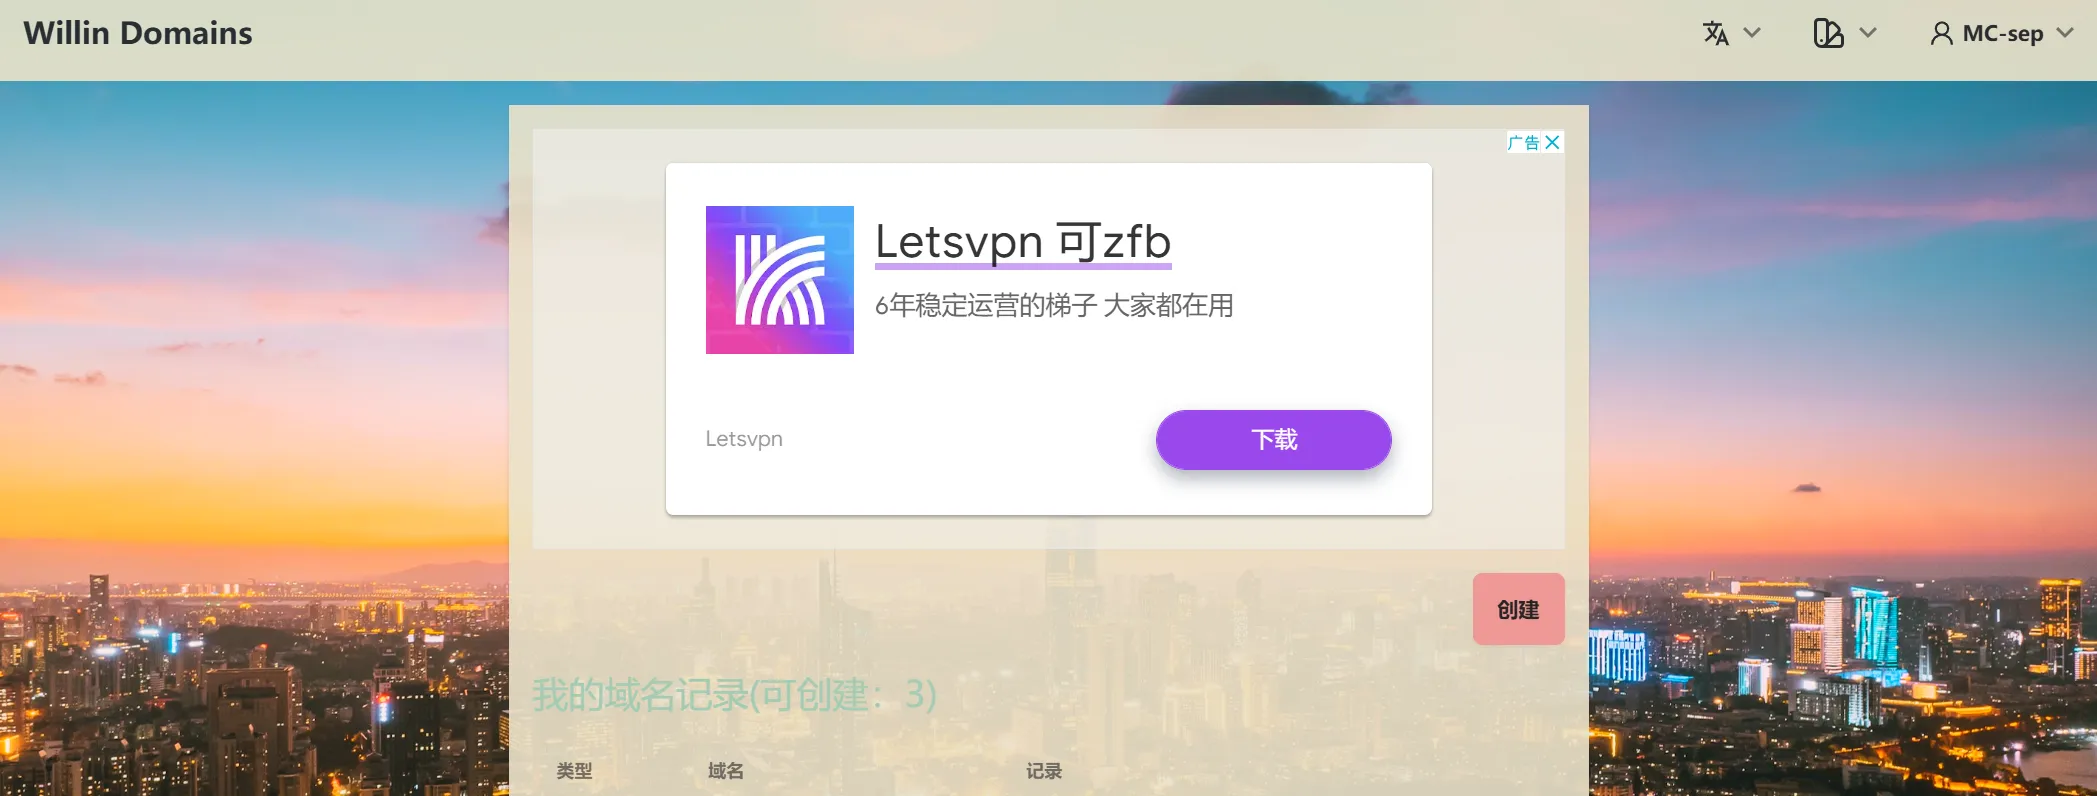 Willin Domains
MC-sep
广告
Letsvpn 可zfb
6年稳定运营的梯子 大家都在用
Letsvpn
下载
创建
我的域名记录(可创建：3)
类型 域名 记录